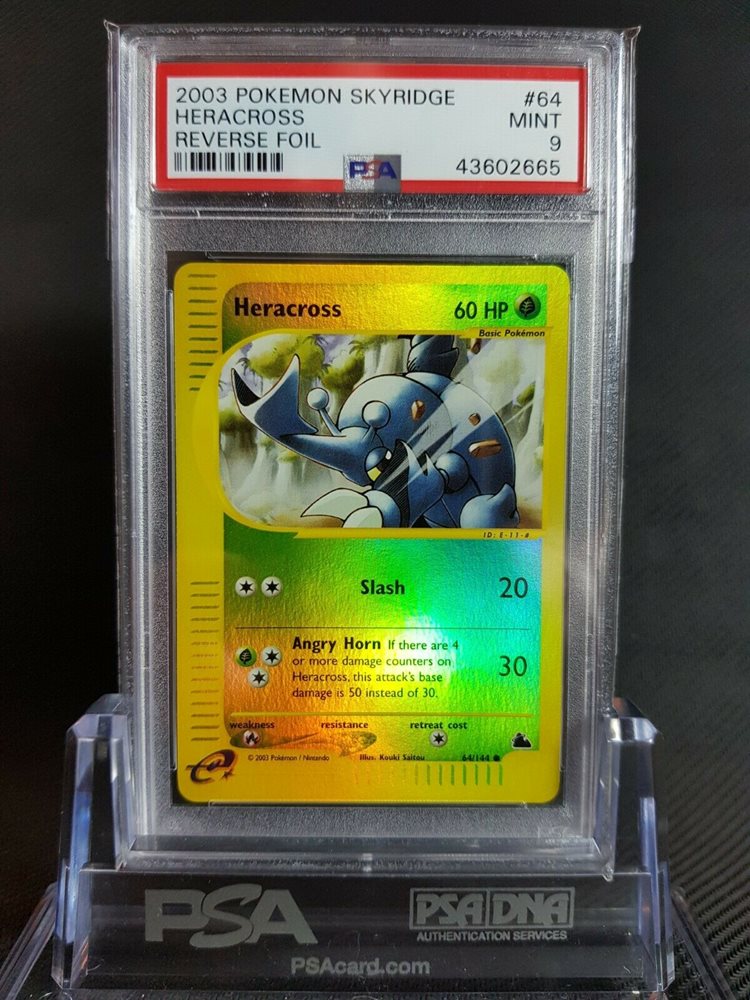 2003 POKEMON SKYRIDGE #64
HERACROSS MINT
REVERSE FOIL 9
PSA 43602665
Heracross 60 HP
Basic Pokémon
ID: E-11-#
Slash 20
Angry Horn If there are 4
or more damage counters on
Heracross, this attack's base
damage is 50 instead of 30.
30
weakness resistance retreat cost
© 2003 Pokémon / Nintendo Illus. Kouki Saitou 64/144
e
PSA
PSA DNA
AUTHENTICATION SERVICES
PSAcard.com